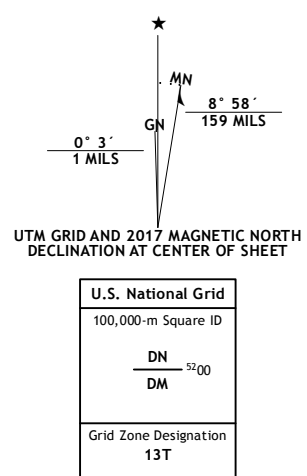 ★
MN
GN
8° 58´
159 MILS
0° 3´
1 MILS
UTM GRID AND 2017 MAGNETIC NORTH
DECLINATION AT CENTER OF SHEET
U.S. National Grid
100,000-m Square ID
DN
5200
DM
Grid Zone Designation
13T